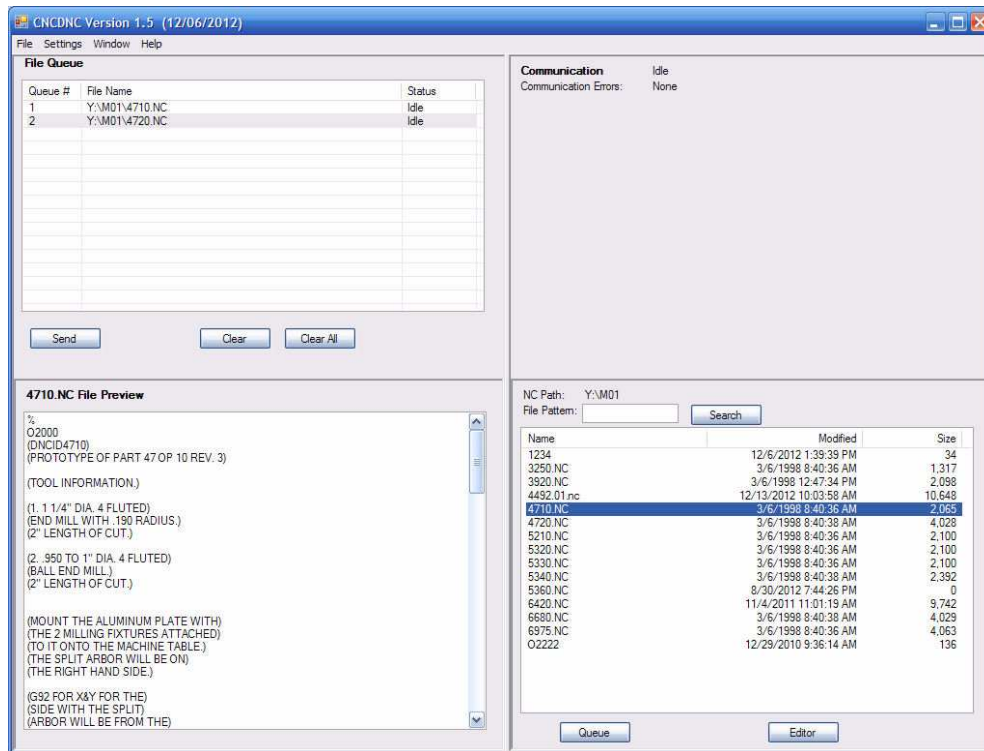 CNCDNC Version 1.5 (12/06/2012)
File Settings Window Help
File Queue
Queue # File Name Status
1 Y:\M01\4710.NC Idle
2 Y:\M01\4720.NC Idle
Send Clear Clear All
Communication Idle
Communication Errors: None
4710.NC File Preview
%
O2000
(DNCID4710)
(PROTOTYPE OF PART 47 OP 10 REV. 3)
(TOOL INFORMATION.)
(1. 1 1/4" DIA. 4 FLUTED)
(END MILL WITH .190 RADIUS.)
(2" LENGTH OF CUT.)
(2. .950 TO 1" DIA. 4 FLUTED)
(BALL END MILL.)
(2" LENGTH OF CUT.)
(MOUNT THE ALUMINUM PLATE WITH)
(THE 2 MILLING FIXTURES ATTACHED)
(TO IT ONTO THE MACHINE TABLE.)
(THE SPLIT ARBOR WILL BE ON)
(THE RIGHT HAND SIDE.)
(G92 FOR X&Y FOR THE)
(SIDE WITH THE SPLIT)
(ARBOR WILL BE FROM THE)
NC Path: Y:\M01
File Pattern: Search
Name Modified Size
1234 12/6/2012 1:39:39 PM 34
3250.NC 3/6/1998 8:40:36 AM 1,317
3920.NC 3/6/1998 12:47:34 PM 2,098
4492.01.nc 12/13/2012 10:03:58 AM 10,648
4710.NC 3/6/1998 8:40:36 AM 2,065
4720.NC 3/6/1998 8:40:38 AM 4,028
5210.NC 3/6/1998 8:40:36 AM 2,100
5320.NC 3/6/1998 8:40:36 AM 2,100
5330.NC 3/6/1998 8:40:36 AM 2,100
5340.NC 3/6/1998 8:40:38 AM 2,392
5360.NC 8/30/2012 7:44:26 PM 0
6420.NC 11/4/2011 11:01:19 AM 9,742
6680.NC 3/6/1998 8:40:38 AM 4,029
6975.NC 3/6/1998 8:40:36 AM 4,063
O2222 12/29/2010 9:36:14 AM 136
Queue Editor